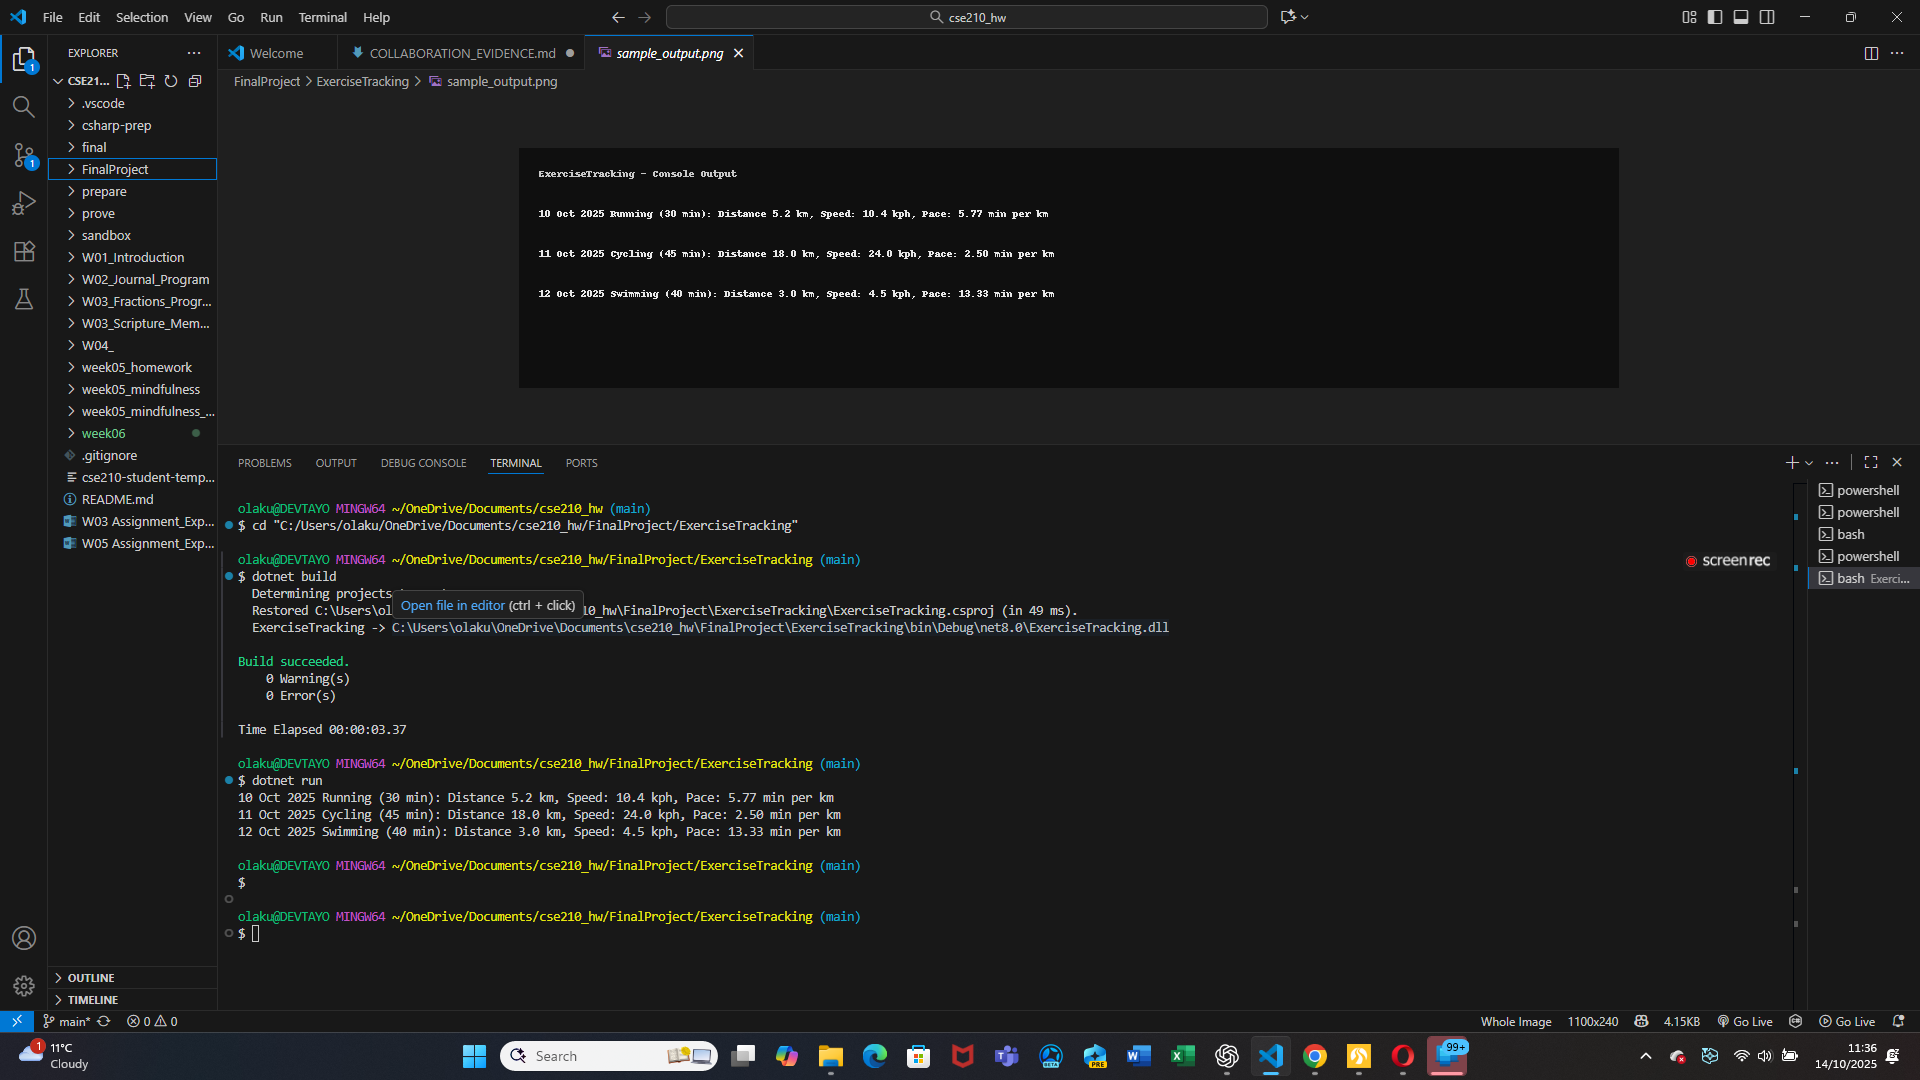 File Edit Selection View Go Run Terminal Help
cse210_hw
EXPLORER
Welcome
COLLABORATION_EVIDENCE.md
sample_output.png
FinalProject > ExerciseTracking > sample_output.png
CSE21...
.vscode
csharp-prep
final
FinalProject
prepare
prove
sandbox
W01_Introduction
W02_Journal_Program
W03_Fractions_Progr...
W03_Scripture_Mem...
W04_
week05_homework
week05_mindfulness
week05_mindfulness_...
week06
.gitignore
cse210-student-temp...
README.md
W03 Assignment_Exp...
W05 Assignment_Exp...
OUTLINE
TIMELINE
ExerciseTracking - Console Output
10 Oct 2025 Running (30 min): Distance 5.2 km, Speed: 10.4 kph, Pace: 5.77 min per km
11 Oct 2025 Cycling (45 min): Distance 18.0 km, Speed: 24.0 kph, Pace: 2.50 min per km
12 Oct 2025 Swimming (40 min): Distance 3.0 km, Speed: 4.5 kph, Pace: 13.33 min per km
PROBLEMS OUTPUT DEBUG CONSOLE TERMINAL PORTS
olaku@DEVTAYO MINGW64 ~/OneDrive/Documents/cse210_hw (main)
$ cd "C:/Users/olaku/OneDrive/Documents/cse210_hw/FinalProject/ExerciseTracking"
olaku@DEVTAYO MINGW64 ~/OneDrive/Documents/cse210_hw/FinalProject/ExerciseTracking (main)
$ dotnet build
Determining projects
Open file in editor (ctrl + click)
Restored C:\Users\ol 10_hw\FinalProject\ExerciseTracking\ExerciseTracking.csproj (in 49 ms).
ExerciseTracking -> C:\Users\olaku\OneDrive\Documents\cse210_hw\FinalProject\ExerciseTracking\bin\Debug\net8.0\ExerciseTracking.dll
Build succeeded.
0 Warning(s)
0 Error(s)
Time Elapsed 00:00:03.37
olaku@DEVTAYO MINGW64 ~/OneDrive/Documents/cse210_hw/FinalProject/ExerciseTracking (main)
$ dotnet run
10 Oct 2025 Running (30 min): Distance 5.2 km, Speed: 10.4 kph, Pace: 5.77 min per km
11 Oct 2025 Cycling (45 min): Distance 18.0 km, Speed: 24.0 kph, Pace: 2.50 min per km
12 Oct 2025 Swimming (40 min): Distance 3.0 km, Speed: 4.5 kph, Pace: 13.33 min per km
olaku@DEVTAYO MINGW64 ~/OneDrive/Documents/cse210_hw/FinalProject/ExerciseTracking (main)
$
olaku@DEVTAYO MINGW64 ~/OneDrive/Documents/cse210_hw/FinalProject/ExerciseTracking (main)
$
powershell
powershell
bash
powershell
bash Exerci...
screenrec
main* 0 0
Whole Image 1100x240 4.15KB Go Live Go Live
1
11°C
Cloudy
Search
BETA
PRE
99+
11:36
14/10/2025